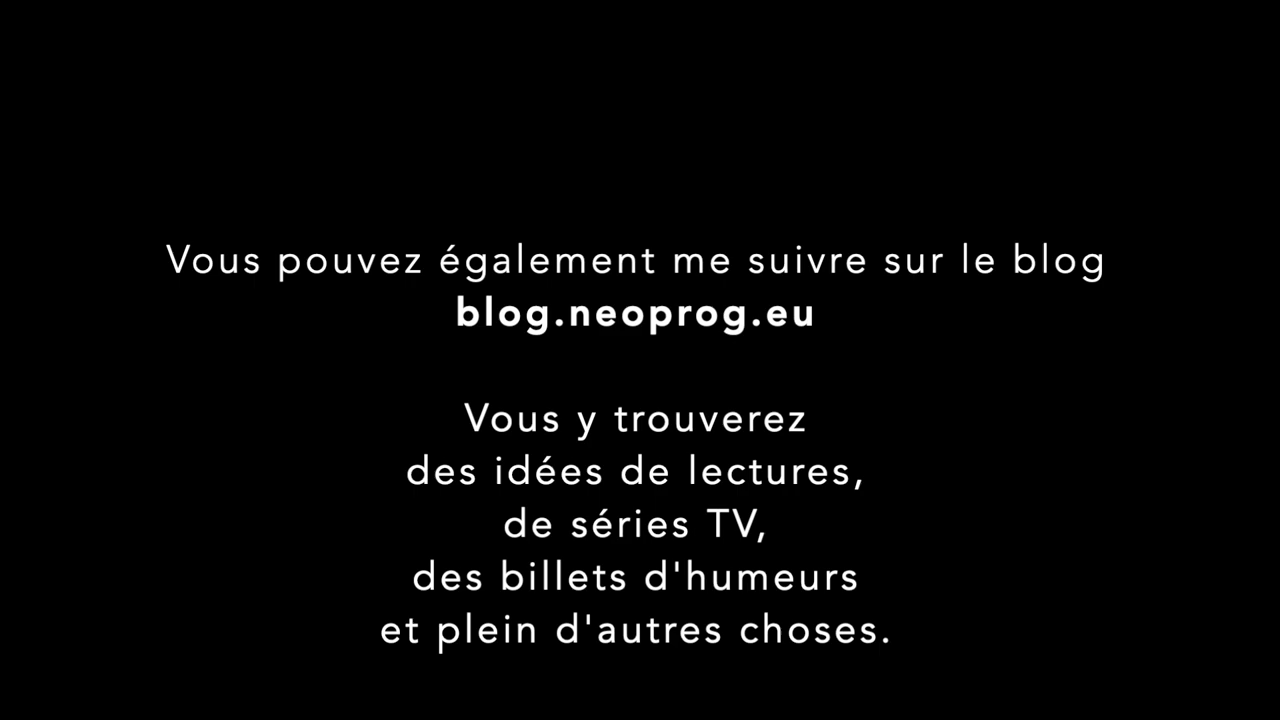 Vous pouvez également me suivre sur le blog
blog.neoprog.eu
Vous y trouverez
des idées de lectures,
de séries TV,
des billets d'humeurs
et plein d'autres choses.